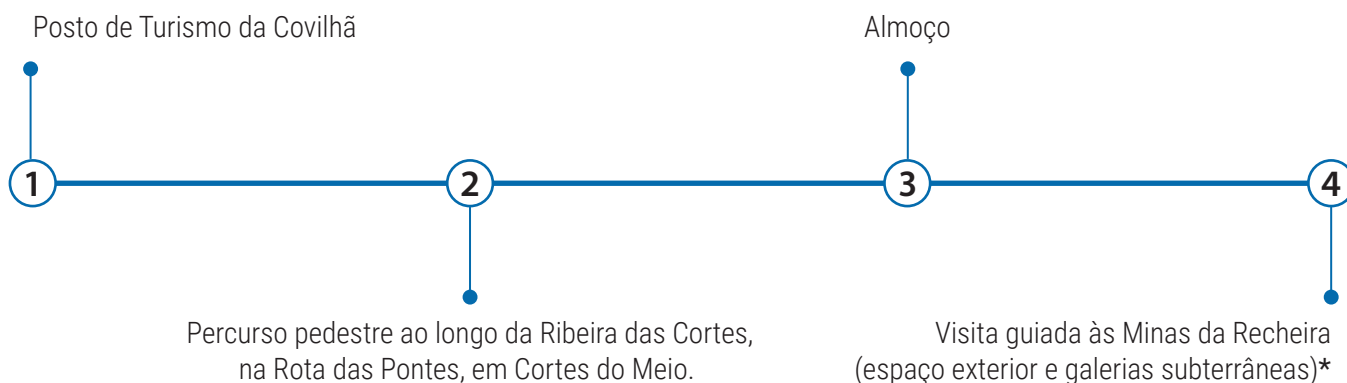 Posto de Turismo da Covilhã
Almoço
1
2
3
4
Percurso pedestre ao longo da Ribeira das Cortes,
na Rota das Pontes, em Cortes do Meio.
Visita guiada às Minas da Recheira
(espaço exterior e galerias subterrâneas)*